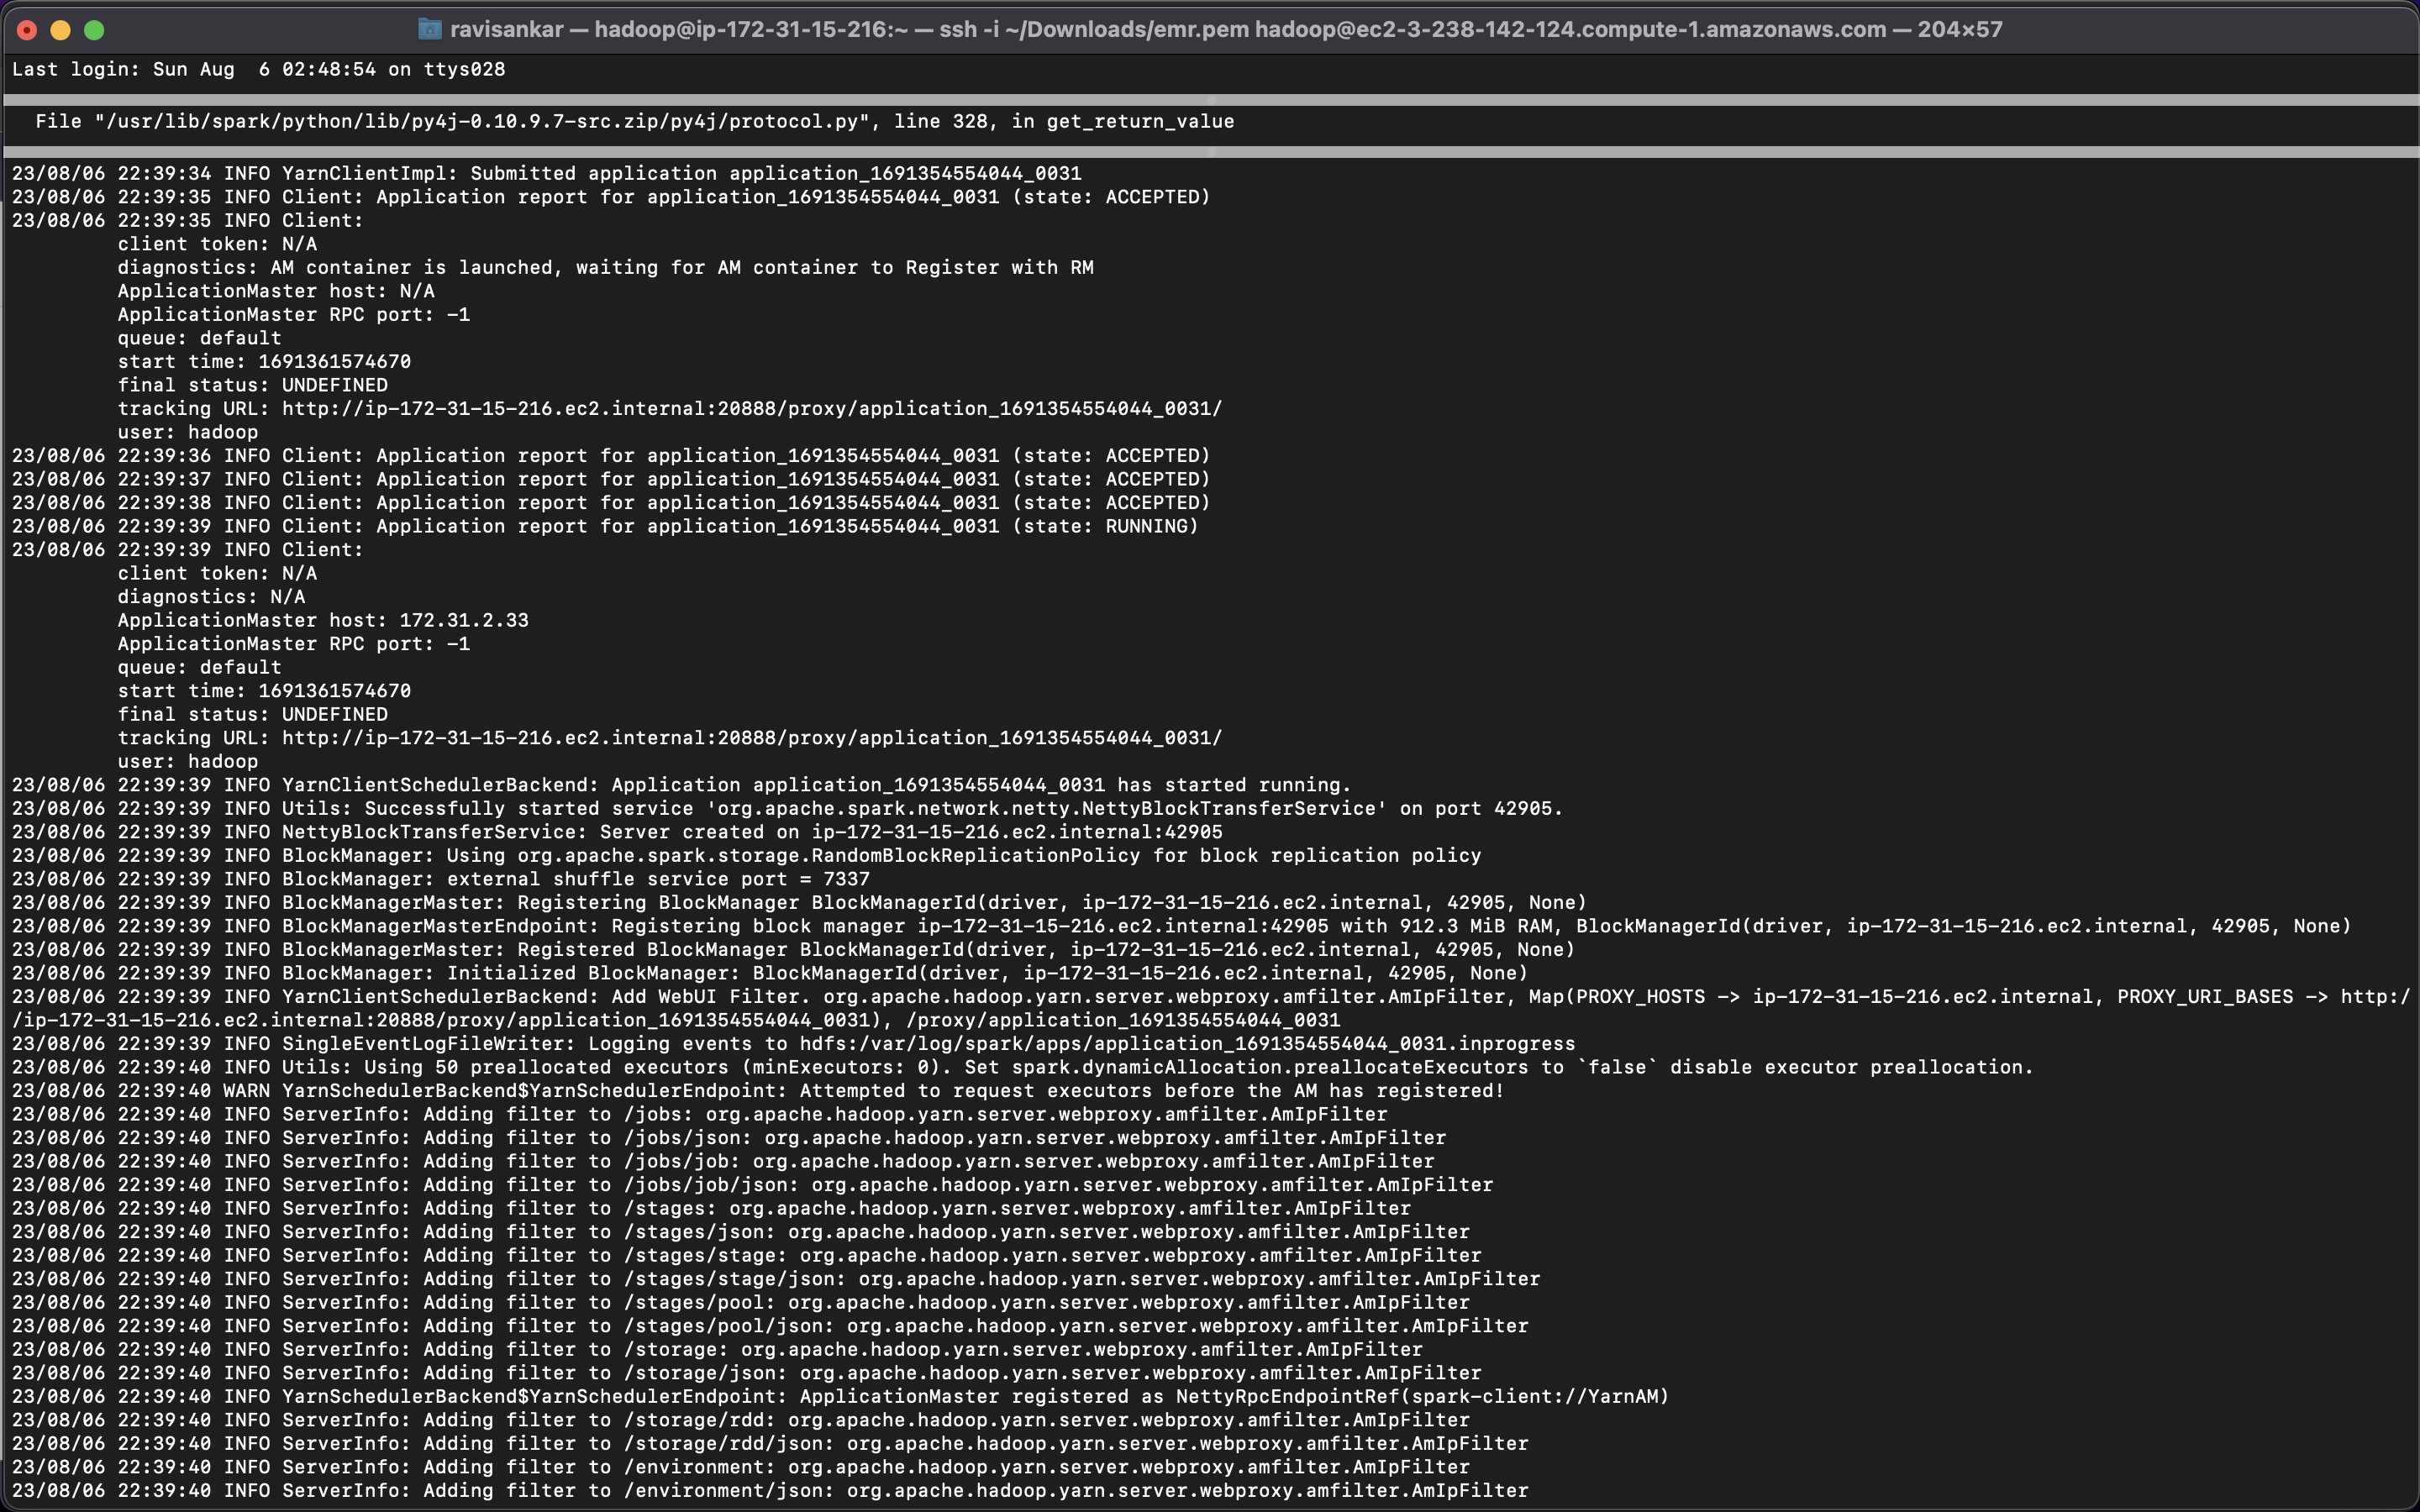 ravisankar — hadoop@ip-172-31-15-216:~ — ssh -i ~/Downloads/emr.pem hadoop@ec2-3-238-142-124.compute-1.amazonaws.com — 204×57
Last login: Sun Aug  6 02:48:54 on ttys028
  File "/usr/lib/spark/python/lib/py4j-0.10.9.7-src.zip/py4j/protocol.py", line 328, in get_return_value
23/08/06 22:39:34 INFO YarnClientImpl: Submitted application application_1691354554044_0031
23/08/06 22:39:35 INFO Client: Application report for application_1691354554044_0031 (state: ACCEPTED)
23/08/06 22:39:35 INFO Client:
         client token: N/A
         diagnostics: AM container is launched, waiting for AM container to Register with RM
         ApplicationMaster host: N/A
         ApplicationMaster RPC port: -1
         queue: default
         start time: 1691361574670
         final status: UNDEFINED
         tracking URL: http://ip-172-31-15-216.ec2.internal:20888/proxy/application_1691354554044_0031/
         user: hadoop
23/08/06 22:39:36 INFO Client: Application report for application_1691354554044_0031 (state: ACCEPTED)
23/08/06 22:39:37 INFO Client: Application report for application_1691354554044_0031 (state: ACCEPTED)
23/08/06 22:39:38 INFO Client: Application report for application_1691354554044_0031 (state: ACCEPTED)
23/08/06 22:39:39 INFO Client: Application report for application_1691354554044_0031 (state: RUNNING)
23/08/06 22:39:39 INFO Client:
         client token: N/A
         diagnostics: N/A
         ApplicationMaster host: 172.31.2.33
         ApplicationMaster RPC port: -1
         queue: default
         start time: 1691361574670
         final status: UNDEFINED
         tracking URL: http://ip-172-31-15-216.ec2.internal:20888/proxy/application_1691354554044_0031/
         user: hadoop
23/08/06 22:39:39 INFO YarnClientSchedulerBackend: Application application_1691354554044_0031 has started running.
23/08/06 22:39:39 INFO Utils: Successfully started service 'org.apache.spark.network.netty.NettyBlockTransferService' on port 42905.
23/08/06 22:39:39 INFO NettyBlockTransferService: Server created on ip-172-31-15-216.ec2.internal:42905
23/08/06 22:39:39 INFO BlockManager: Using org.apache.spark.storage.RandomBlockReplicationPolicy for block replication policy
23/08/06 22:39:39 INFO BlockManager: external shuffle service port = 7337
23/08/06 22:39:39 INFO BlockManagerMaster: Registering BlockManager BlockManagerId(driver, ip-172-31-15-216.ec2.internal, 42905, None)
23/08/06 22:39:39 INFO BlockManagerMasterEndpoint: Registering block manager ip-172-31-15-216.ec2.internal:42905 with 912.3 MiB RAM, BlockManagerId(driver, ip-172-31-15-216.ec2.internal, 42905, None)
23/08/06 22:39:39 INFO BlockManagerMaster: Registered BlockManager BlockManagerId(driver, ip-172-31-15-216.ec2.internal, 42905, None)
23/08/06 22:39:39 INFO BlockManager: Initialized BlockManager: BlockManagerId(driver, ip-172-31-15-216.ec2.internal, 42905, None)
23/08/06 22:39:39 INFO YarnClientSchedulerBackend: Add WebUI Filter. org.apache.hadoop.yarn.server.webproxy.amfilter.AmIpFilter, Map(PROXY_HOSTS -> ip-172-31-15-216.ec2.internal, PROXY_URI_BASES -> http:/
/ip-172-31-15-216.ec2.internal:20888/proxy/application_1691354554044_0031), /proxy/application_1691354554044_0031
23/08/06 22:39:39 INFO SingleEventLogFileWriter: Logging events to hdfs:/var/log/spark/apps/application_1691354554044_0031.inprogress
23/08/06 22:39:40 INFO Utils: Using 50 preallocated executors (minExecutors: 0). Set spark.dynamicAllocation.preallocateExecutors to `false` disable executor preallocation.
23/08/06 22:39:40 WARN YarnSchedulerBackend$YarnSchedulerEndpoint: Attempted to request executors before the AM has registered!
23/08/06 22:39:40 INFO ServerInfo: Adding filter to /jobs: org.apache.hadoop.yarn.server.webproxy.amfilter.AmIpFilter
23/08/06 22:39:40 INFO ServerInfo: Adding filter to /jobs/json: org.apache.hadoop.yarn.server.webproxy.amfilter.AmIpFilter
23/08/06 22:39:40 INFO ServerInfo: Adding filter to /jobs/job: org.apache.hadoop.yarn.server.webproxy.amfilter.AmIpFilter
23/08/06 22:39:40 INFO ServerInfo: Adding filter to /jobs/job/json: org.apache.hadoop.yarn.server.webproxy.amfilter.AmIpFilter
23/08/06 22:39:40 INFO ServerInfo: Adding filter to /stages: org.apache.hadoop.yarn.server.webproxy.amfilter.AmIpFilter
23/08/06 22:39:40 INFO ServerInfo: Adding filter to /stages/json: org.apache.hadoop.yarn.server.webproxy.amfilter.AmIpFilter
23/08/06 22:39:40 INFO ServerInfo: Adding filter to /stages/stage: org.apache.hadoop.yarn.server.webproxy.amfilter.AmIpFilter
23/08/06 22:39:40 INFO ServerInfo: Adding filter to /stages/stage/json: org.apache.hadoop.yarn.server.webproxy.amfilter.AmIpFilter
23/08/06 22:39:40 INFO ServerInfo: Adding filter to /stages/pool: org.apache.hadoop.yarn.server.webproxy.amfilter.AmIpFilter
23/08/06 22:39:40 INFO ServerInfo: Adding filter to /stages/pool/json: org.apache.hadoop.yarn.server.webproxy.amfilter.AmIpFilter
23/08/06 22:39:40 INFO ServerInfo: Adding filter to /storage: org.apache.hadoop.yarn.server.webproxy.amfilter.AmIpFilter
23/08/06 22:39:40 INFO ServerInfo: Adding filter to /storage/json: org.apache.hadoop.yarn.server.webproxy.amfilter.AmIpFilter
23/08/06 22:39:40 INFO YarnSchedulerBackend$YarnSchedulerEndpoint: ApplicationMaster registered as NettyRpcEndpointRef(spark-client://YarnAM)
23/08/06 22:39:40 INFO ServerInfo: Adding filter to /storage/rdd: org.apache.hadoop.yarn.server.webproxy.amfilter.AmIpFilter
23/08/06 22:39:40 INFO ServerInfo: Adding filter to /storage/rdd/json: org.apache.hadoop.yarn.server.webproxy.amfilter.AmIpFilter
23/08/06 22:39:40 INFO ServerInfo: Adding filter to /environment: org.apache.hadoop.yarn.server.webproxy.amfilter.AmIpFilter
23/08/06 22:39:40 INFO ServerInfo: Adding filter to /environment/json: org.apache.hadoop.yarn.server.webproxy.amfilter.AmIpFilter